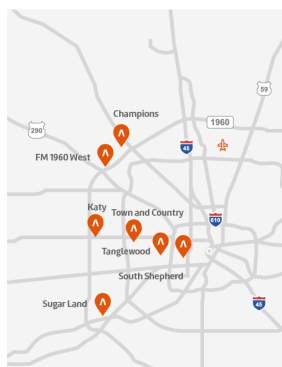 59
Champions
1960
290
45
FM 1960 West
Katy
Town and Country
610
Tanglewood
South Shepherd
Sugar Land
45